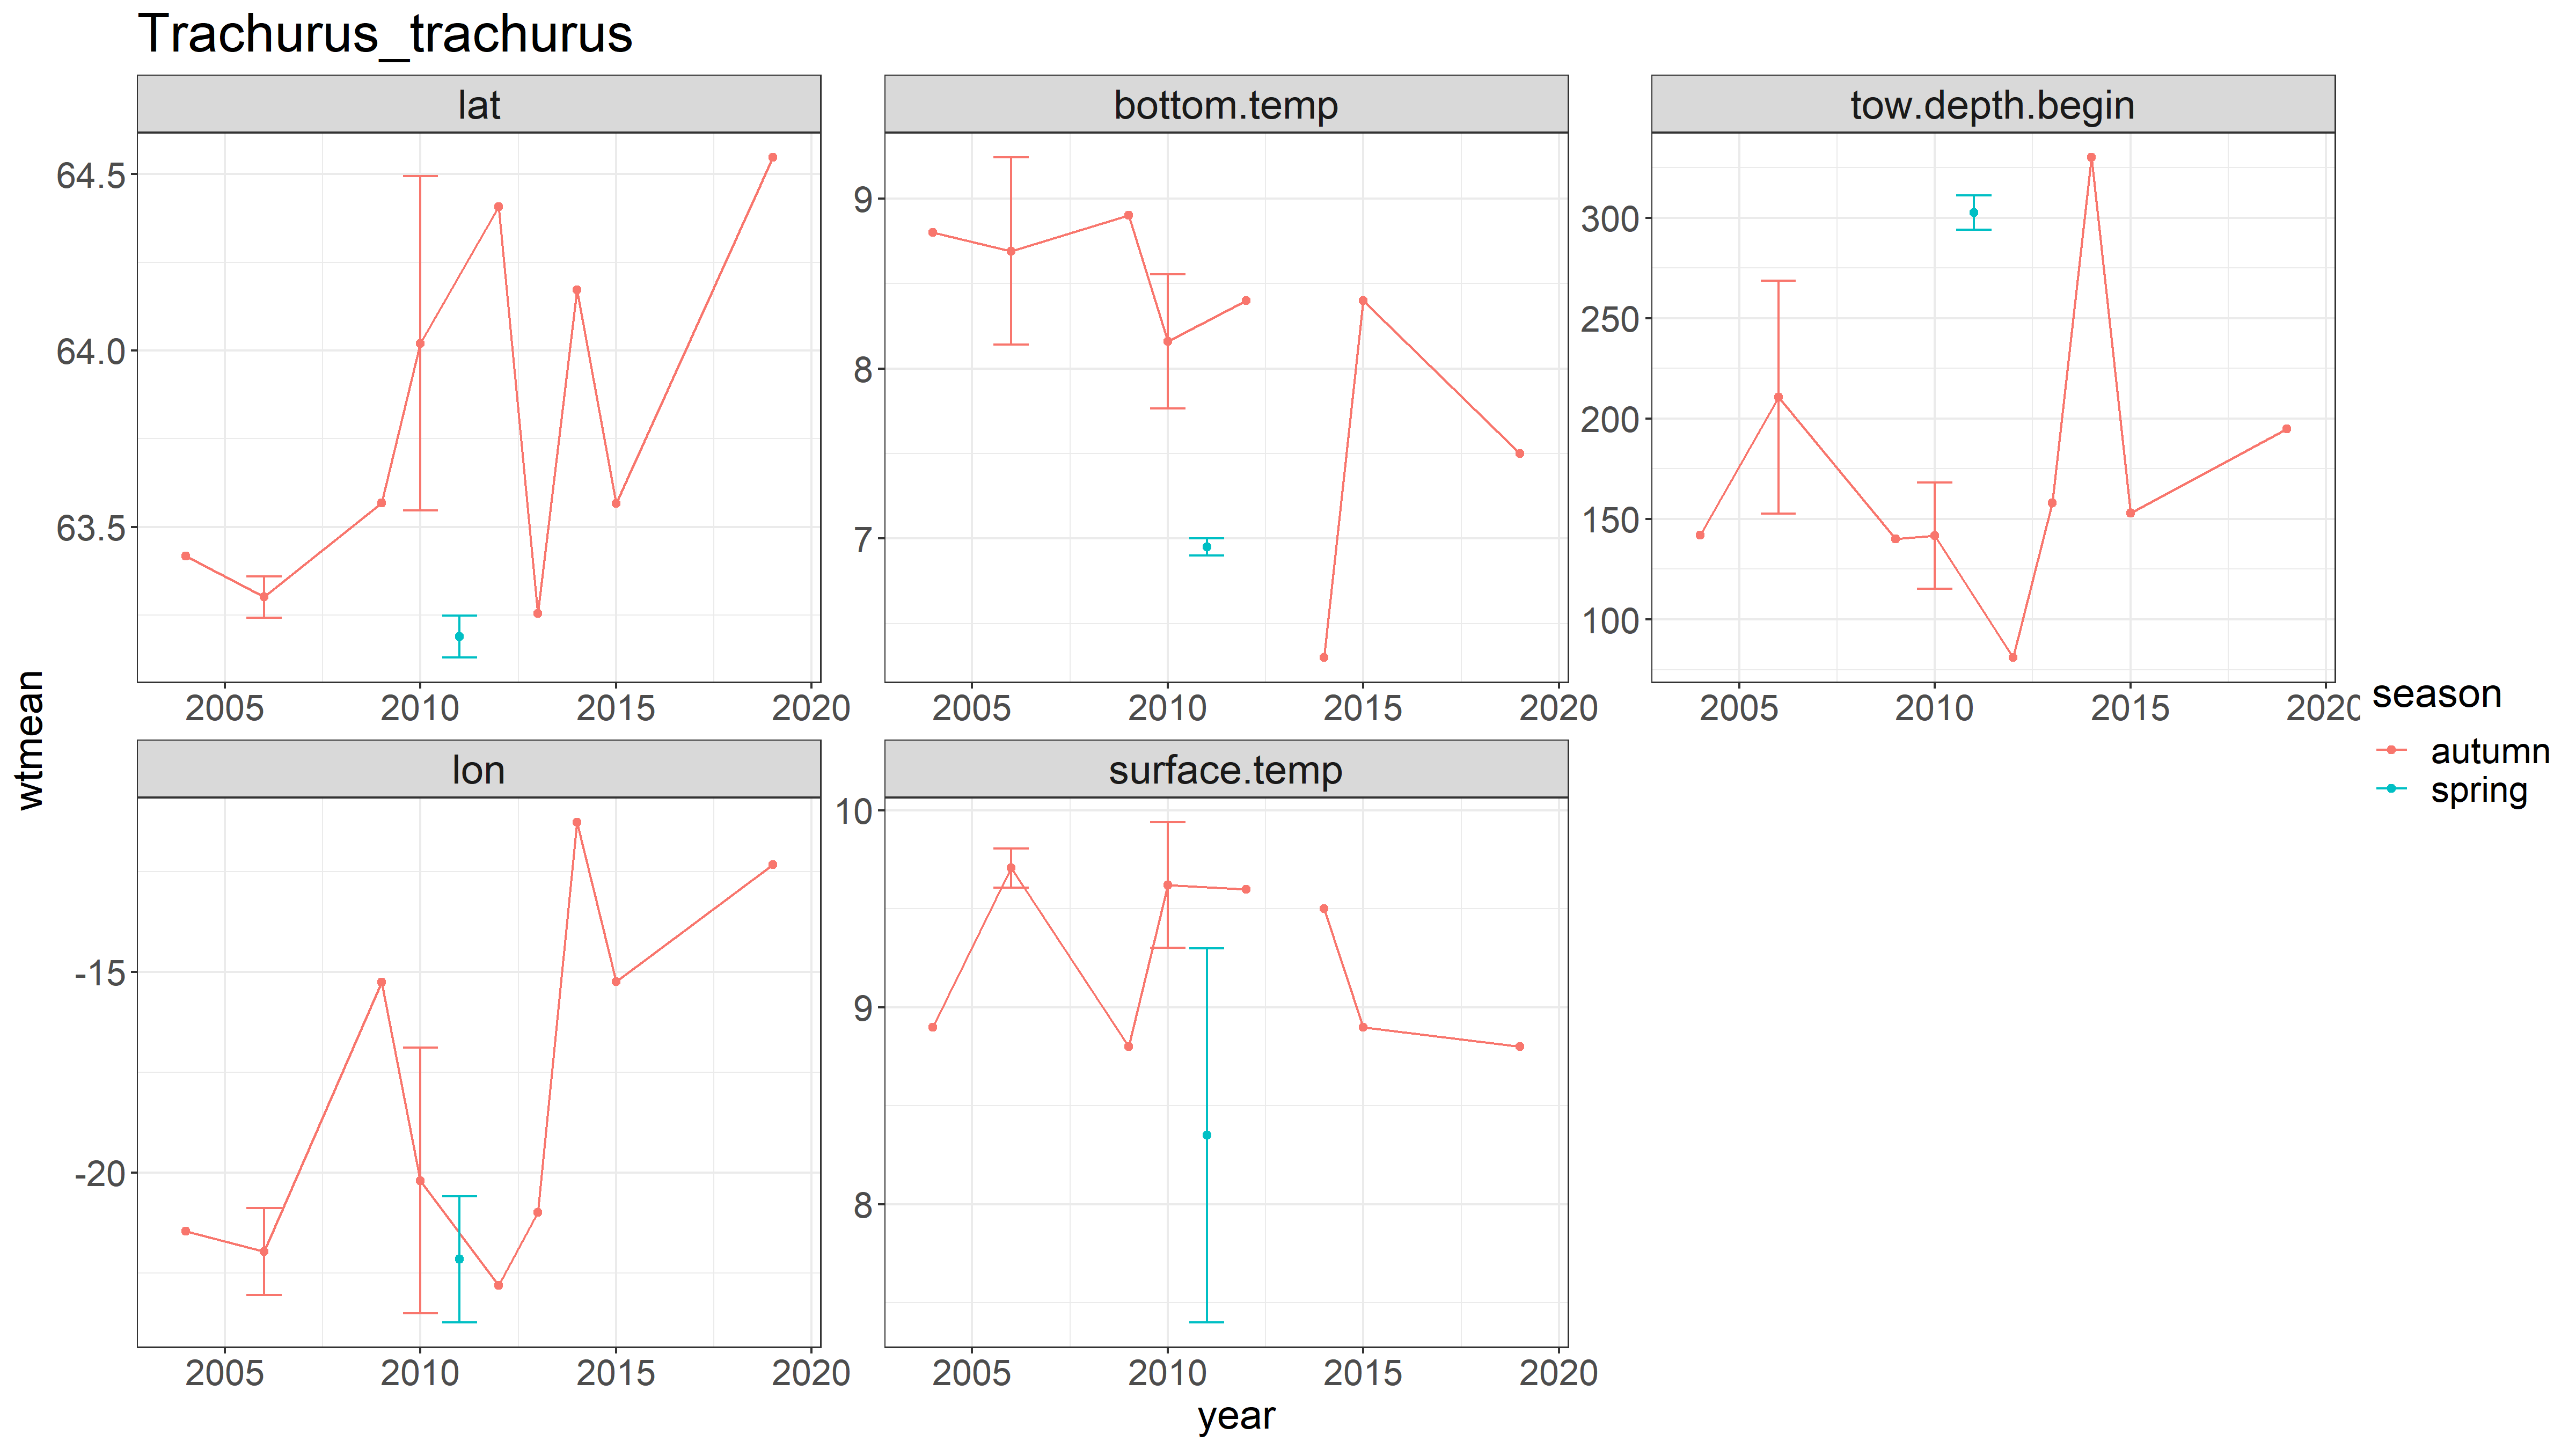 Trachurus_trachurus
lat
bottom.temp
tow.depth.begin
64.5
64.0
63.5
9
8
7
300
250
200
150
100
2005 2010 2015 2020
2005 2010 2015 2020
2005 2010 2015 202
wtmean
season
autumn
spring
lon
surface.temp
-15
-20
10
9
8
2005 2010 2015 2020
2005 2010 2015 2020
year